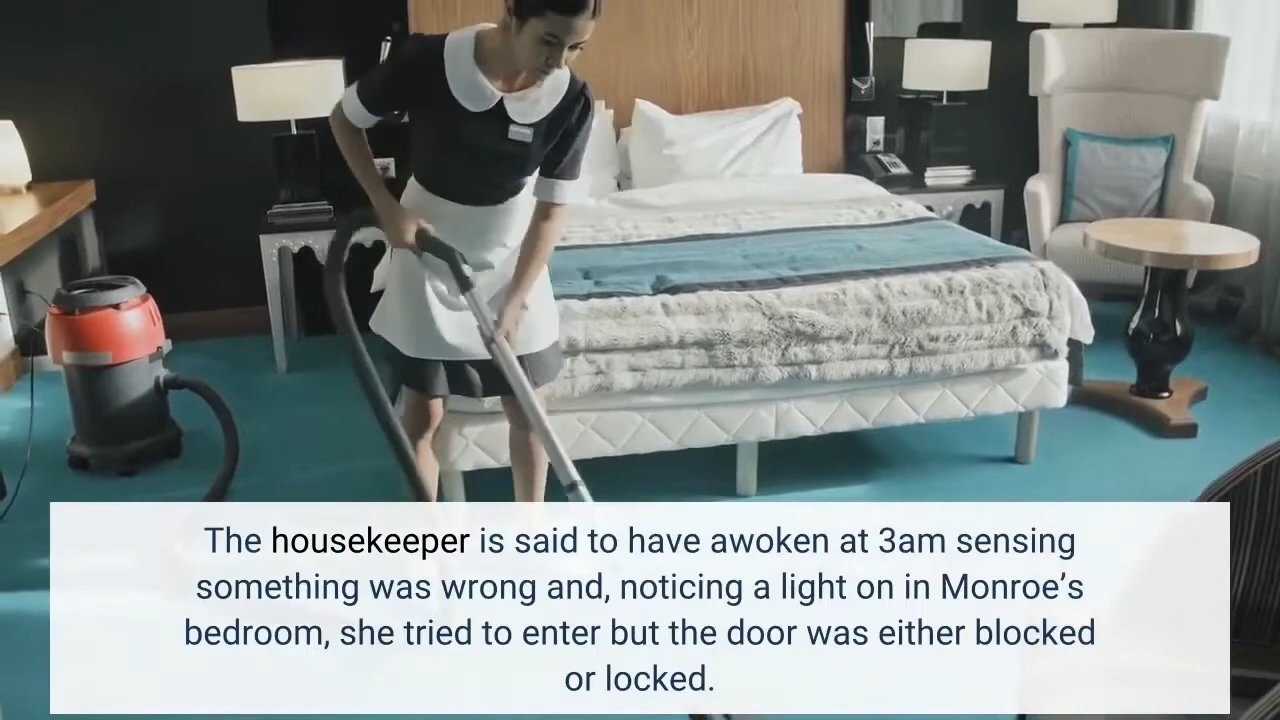 The housekeeper is said to have awoken at 3am sensing
something was wrong and, noticing a light on in Monroe’s
bedroom, she tried to enter but the door was either blocked
or locked.